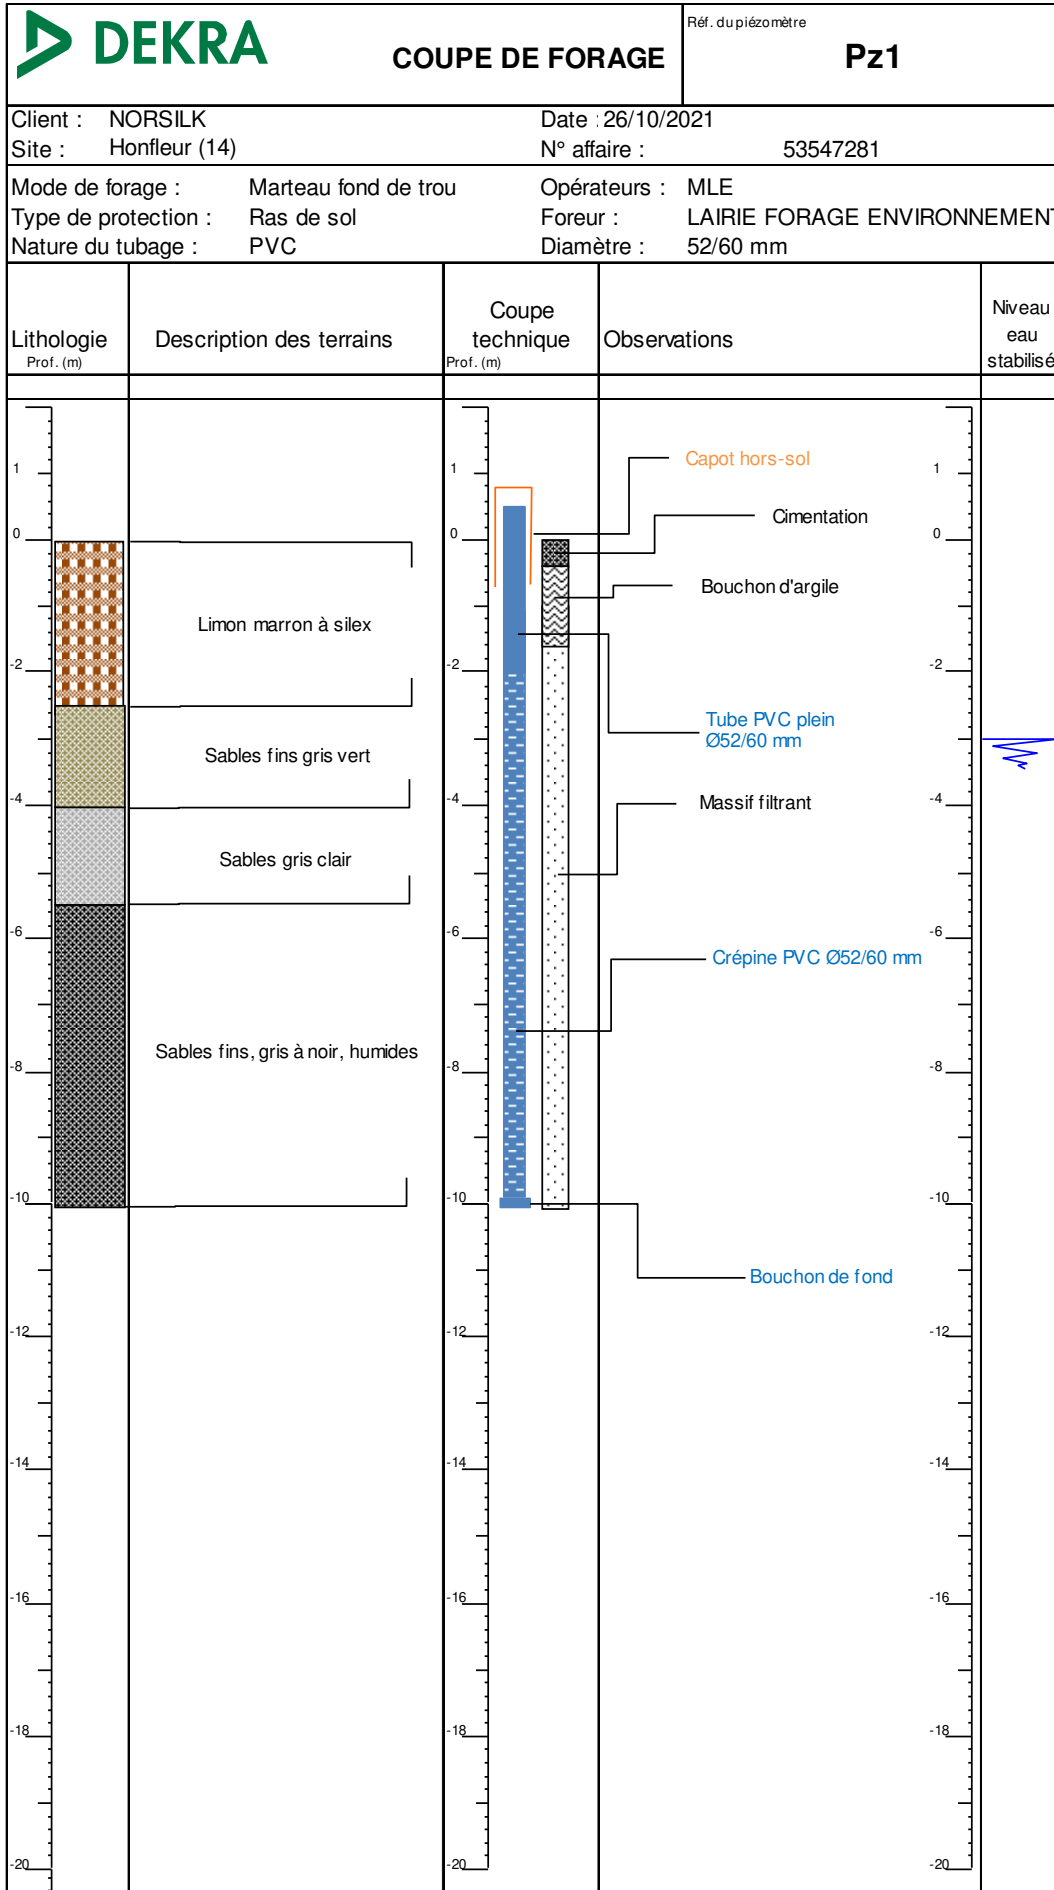 DEKRA
COUPE DE FORAGE
Réf. du piézomètre
Pz1
Client : NORSILK
Date : 26/10/2021
Site : Honfleur (14)
N° affaire : 53547281
Mode de forage : Marteau fond de trou
Opérateurs : MLE
Type de protection : Ras de sol
Foreur : LAIRIE FORAGE ENVIRONNEMENT
Nature du tubage : PVC
Diamètre : 52/60 mm
Lithologie
Prof. (m)
Description des terrains
Coupe
technique
Prof. (m)
Observations
Niveau
eau
stabilisé
1
0
-2
-4
-6
-8
-10
-12
-14
-16
-18
-20
Limon marron à silex
Sables fins gris vert
Sables gris clair
Sables fins, gris à noir, humides
1
0
-2
-4
-6
-8
-10
-12
-14
-16
-18
-20
Capot hors-sol
Cimentation
Bouchon d'argile
Tube PVC plein
Ø52/60 mm
Massif filtrant
Crépine PVC Ø52/60 mm
Bouchon de fond
1
0
-2
-4
-6
-8
-10
-12
-14
-16
-18
-20